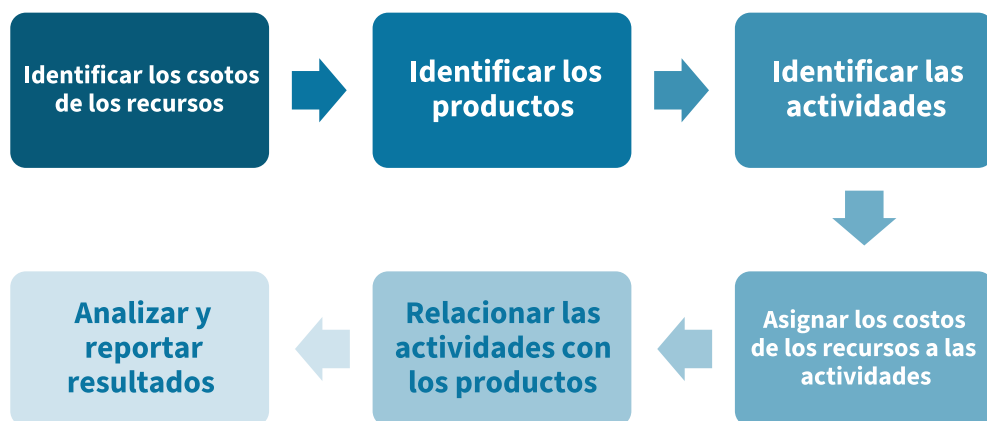 Identificar los csotos
de los recursos
Identificar los
productos
Identificar las
actividades
Asignar los costos
de los recursos a las
actividades
Relacionar las
actividades con
los productos
Analizar y
reportar
resultados